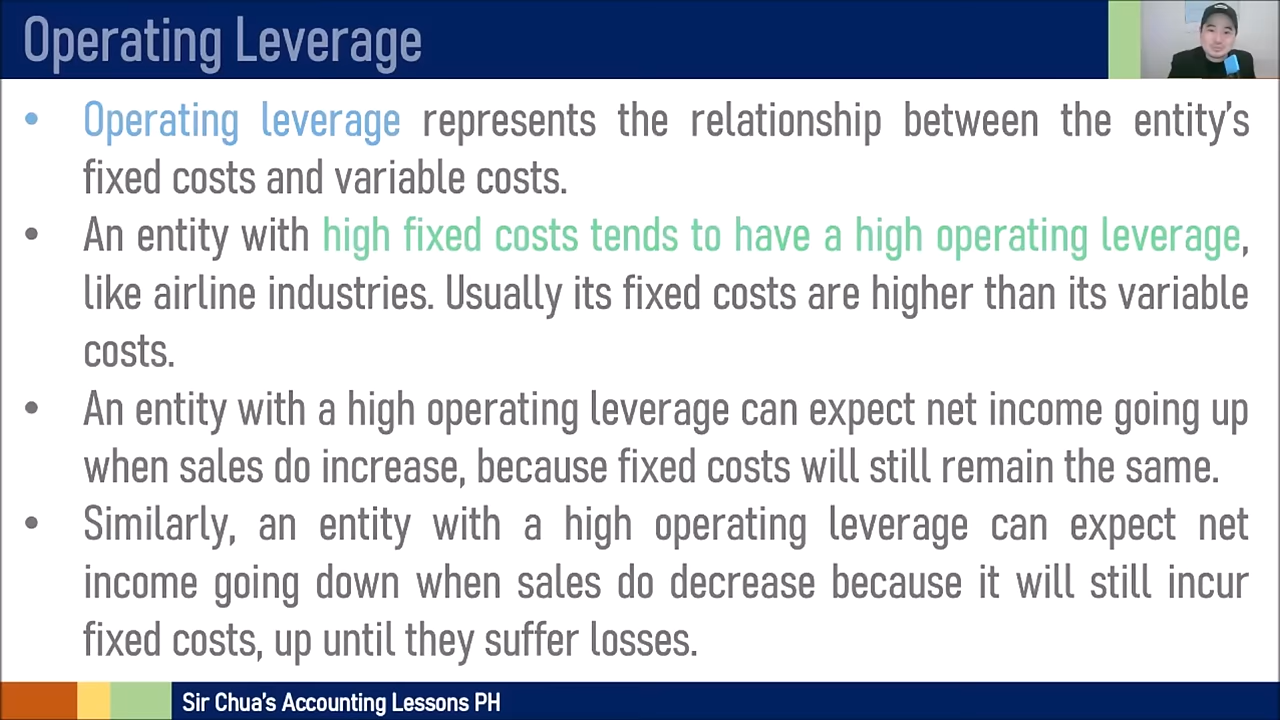 Operating Leverage
• Operating leverage represents the relationship between the entity's
fixed costs and variable costs.
• An entity with high fixed costs tends to have a high operating leverage,
like airline industries. Usually its fixed costs are higher than its variable
costs.
• An entity with a high operating leverage can expect net income going up
when sales do increase, because fixed costs will still remain the same.
• Similarly, an entity with a high operating leverage can expect net
income going down when sales do decrease because it will still incur
fixed costs, up until they suffer losses.
Sir Chua's Accounting Lessons PH